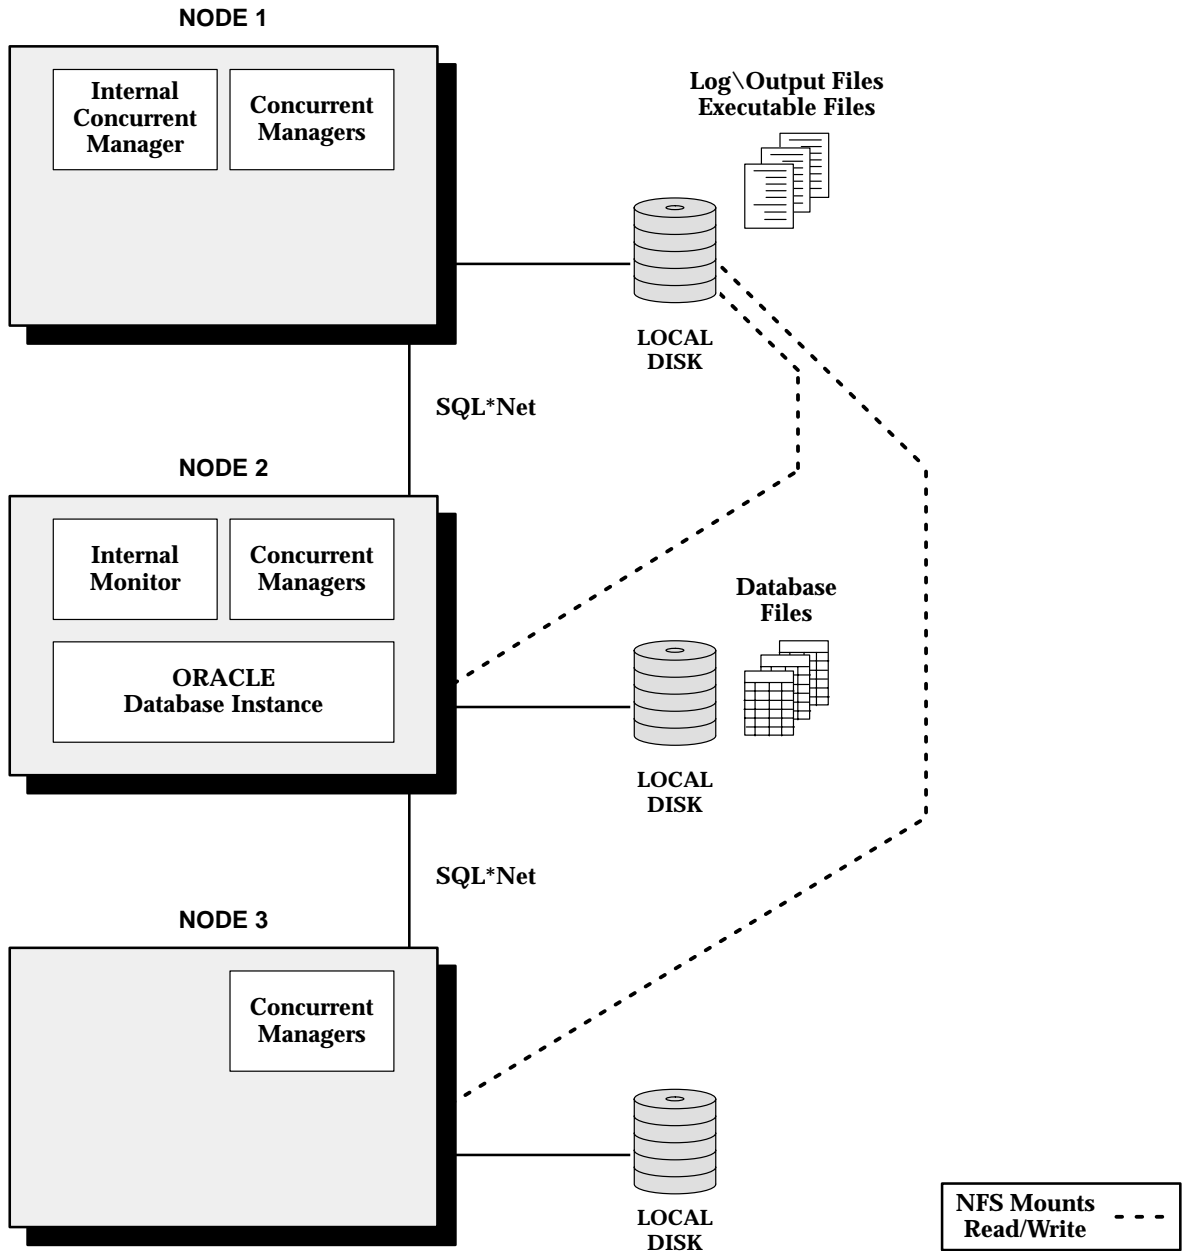 NODE 1
Internal
Concurrent
Manager
Concurrent
Managers
Log\Output Files
Executable Files
LOCAL
DISK
SQL*Net
NODE 2
Internal
Monitor
Concurrent
Managers
ORACLE
Database Instance
Database
Files
LOCAL
DISK
SQL*Net
NODE 3
Concurrent
Managers
LOCAL
DISK
NFS Mounts
Read/Write